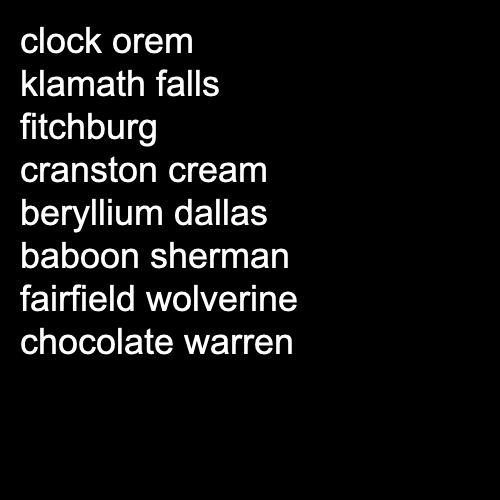 clock orem
klamath falls
fitchburg
cranston cream
beryllium dallas
baboon sherman
fairfield wolverine
chocolate warren